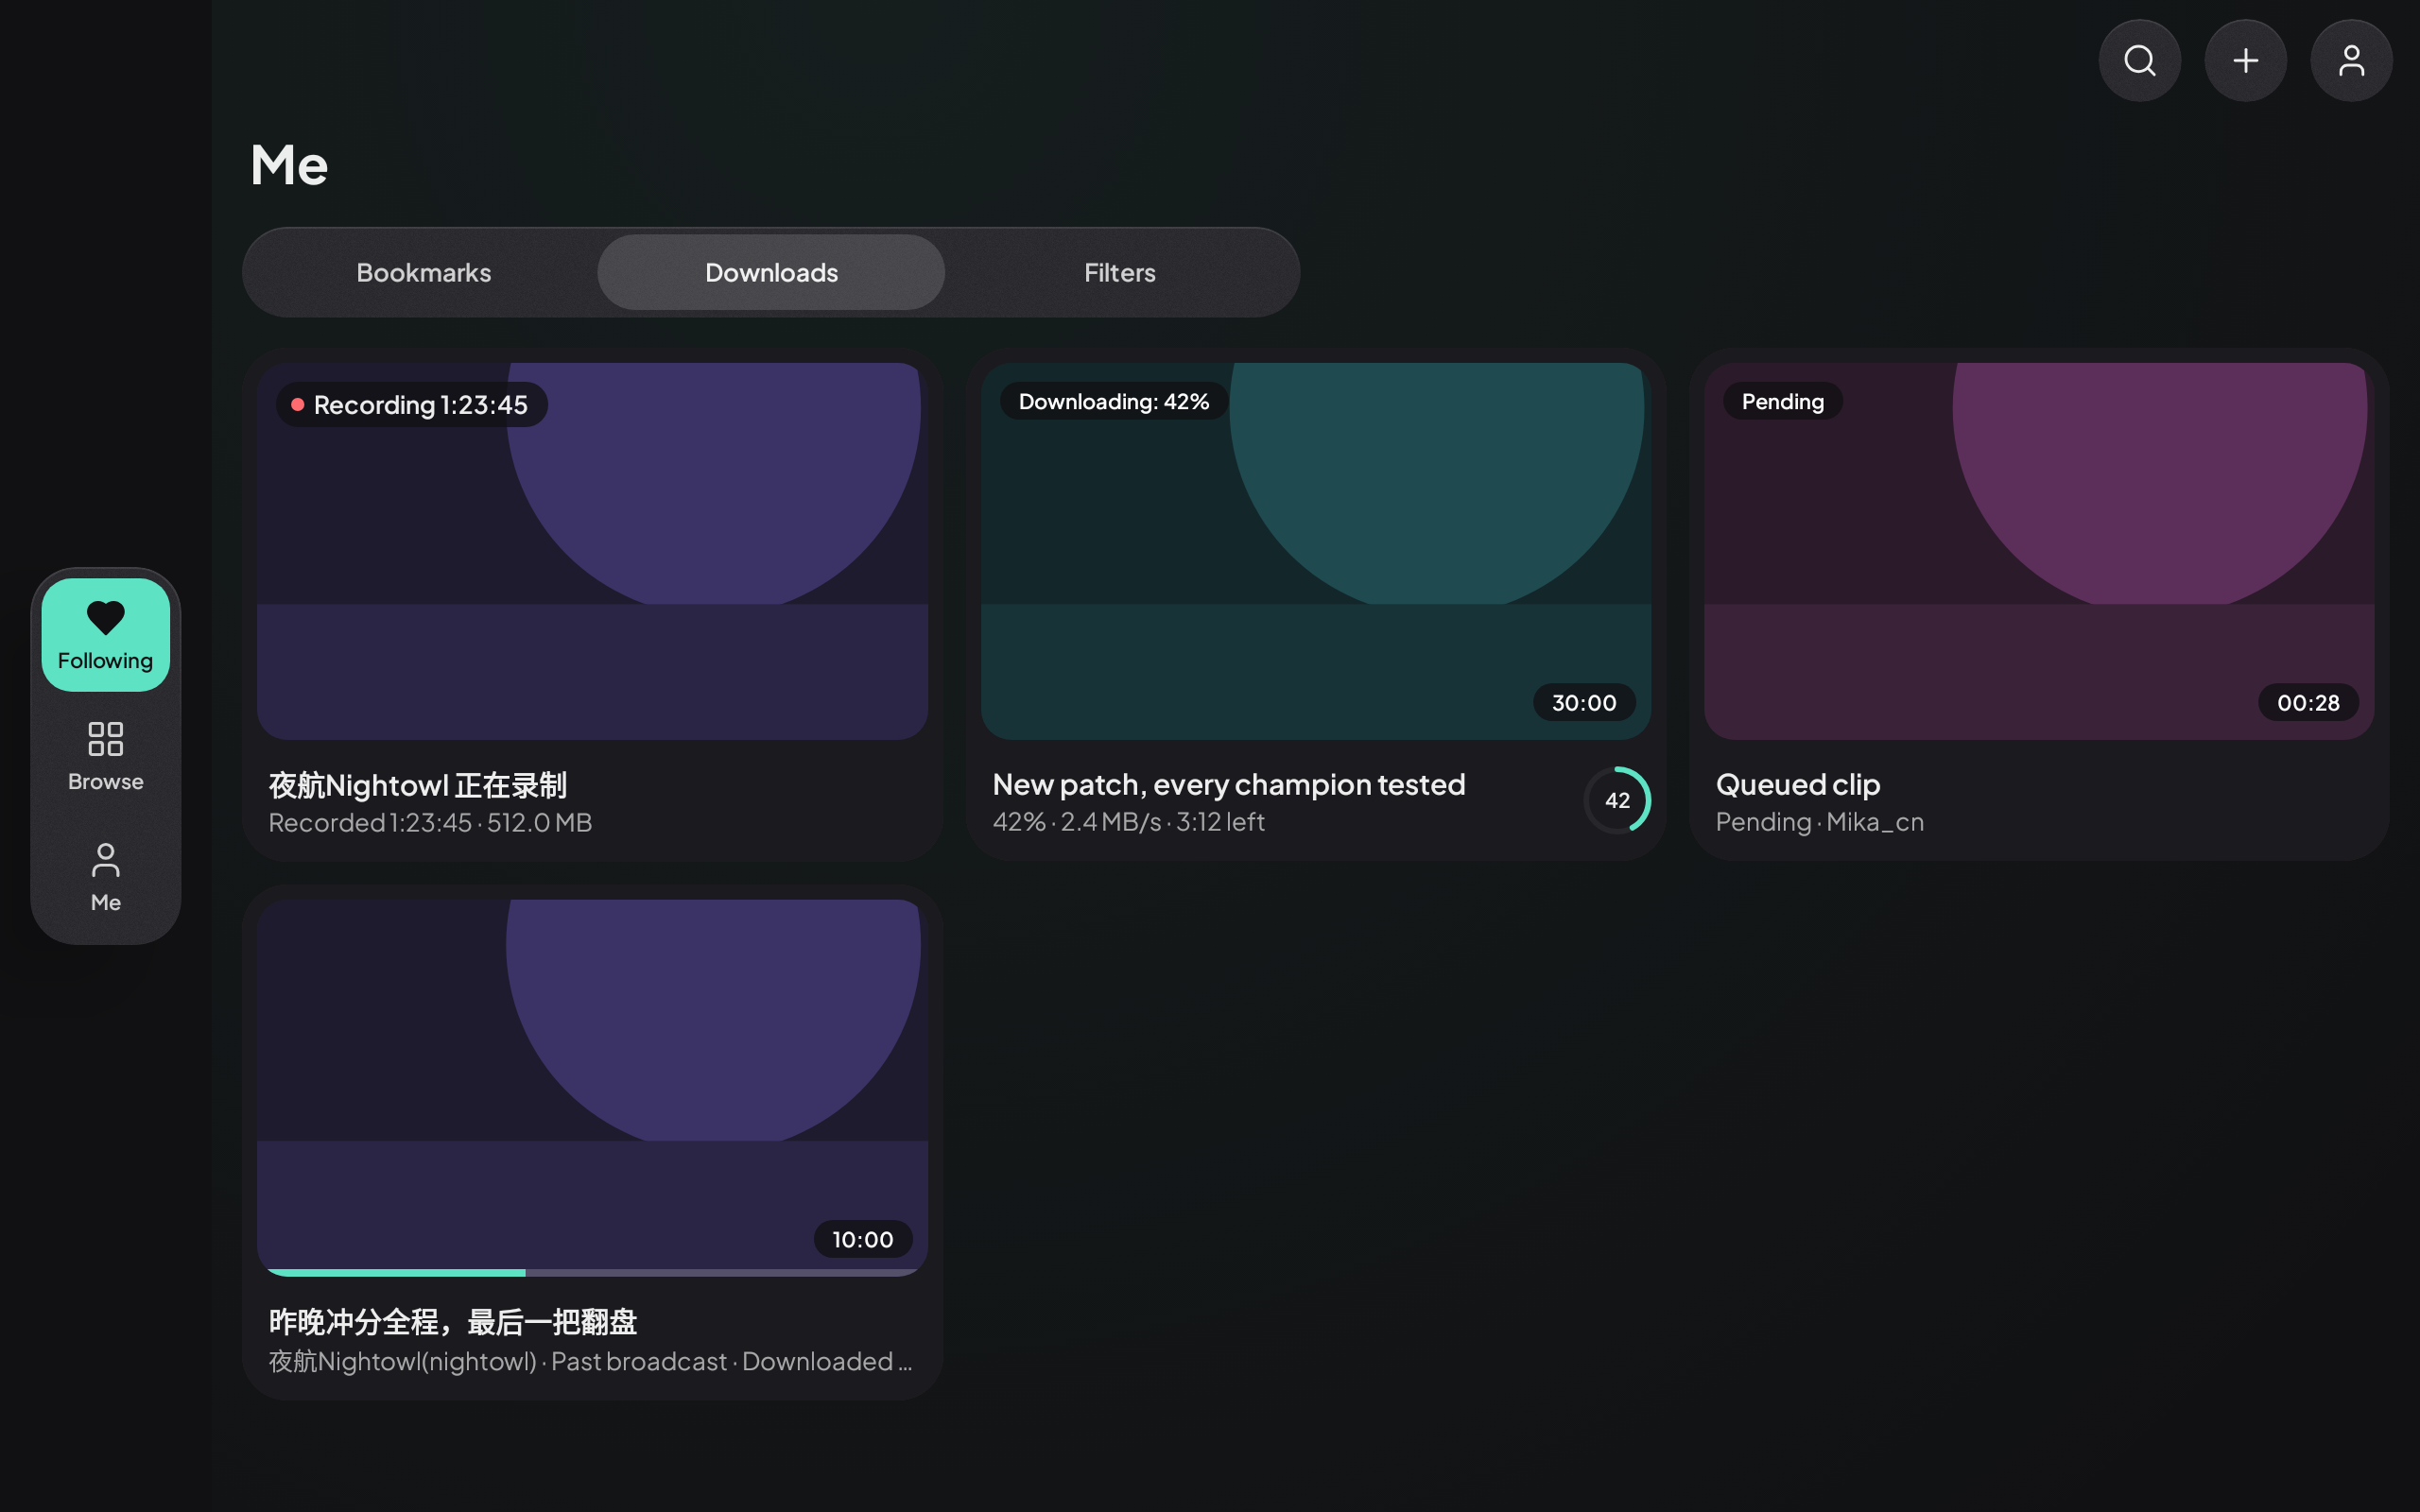 Me
Bookmarks
Downloads
Filters
Recording 1:23:45
Downloading: 42%
Pending
30:00
00:28
夜航Nightowl 正在录制
Recorded 1:23:45 · 512.0 MB
New patch, every champion tested
42% · 2.4 MB/s · 3:12 left
42
Queued clip
Pending · Mika_cn
Following
Browse
Me
10:00
昨晚冲分全程，最后一把翻盘
夜航Nightowl(nightowl) · Past broadcast · Downloaded ...